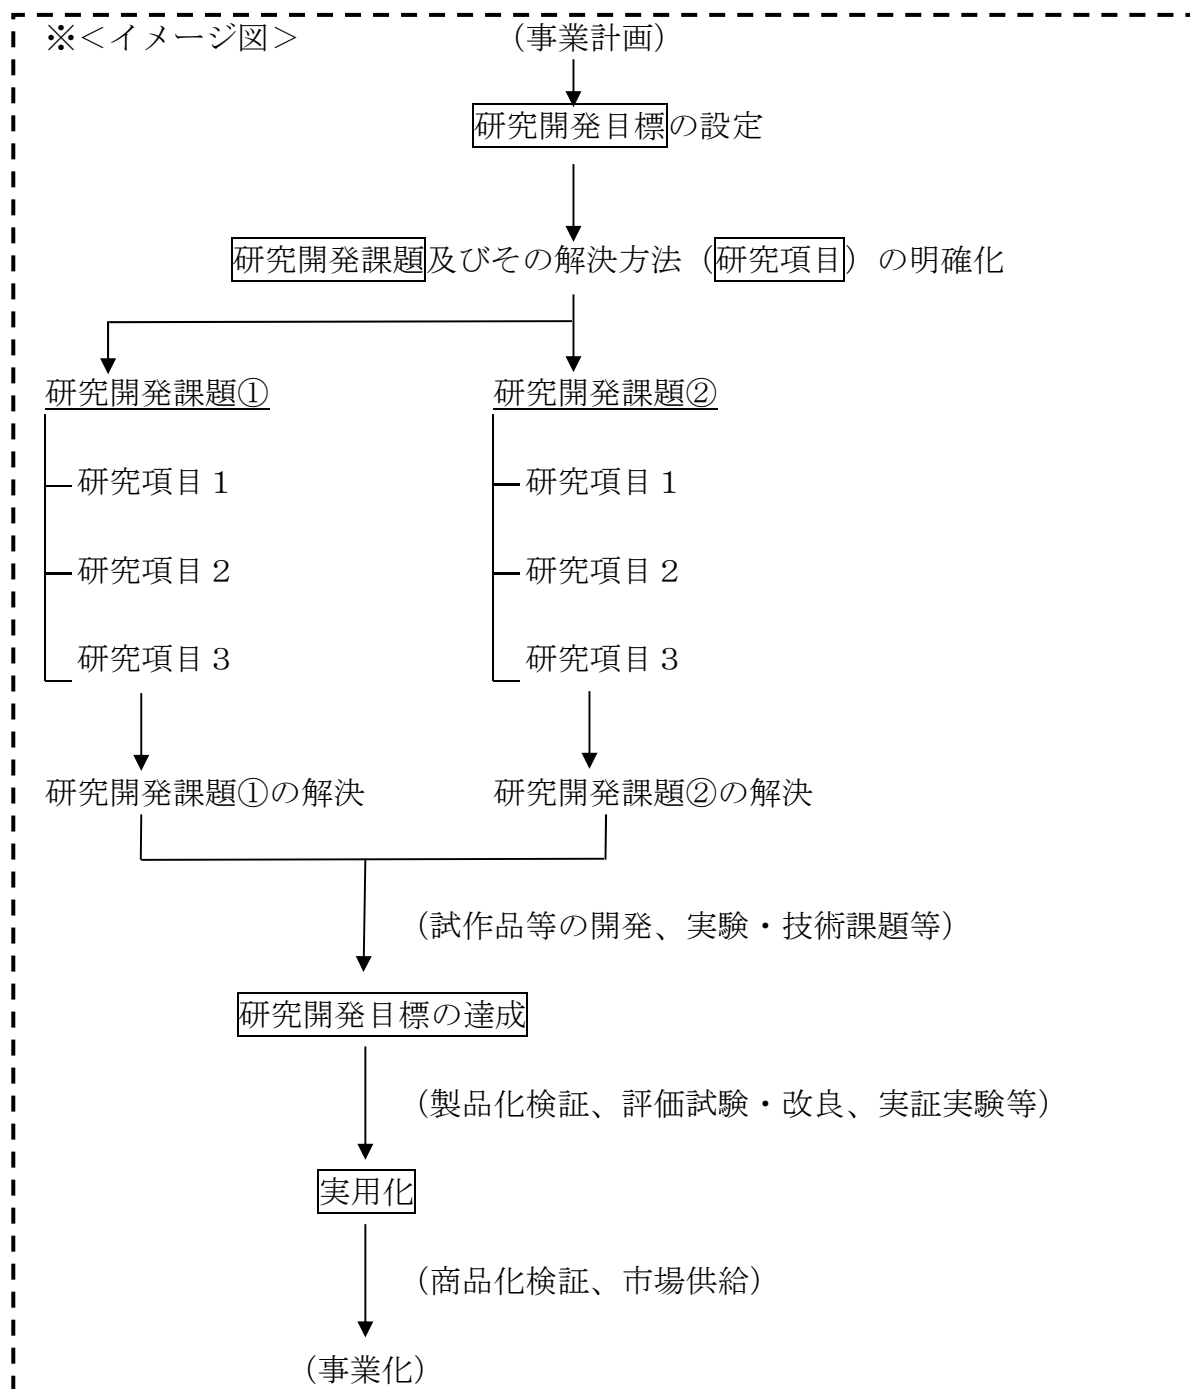 ※＜イメージ図＞　（事業計画）
研究開発目標の設定
研究開発課題及びその解決方法（研究項目）の明確化
研究開発課題①　研究開発課題②
研究項目１　研究項目１
研究項目２　研究項目２
研究項目３　研究項目３
研究開発課題①の解決　研究開発課題②の解決
（試作品等の開発、実験・技術課題等）
研究開発目標の達成
（製品化検証、評価試験・改良、実証実験等）
実用化
（商品化検証、市場供給）
（事業化）